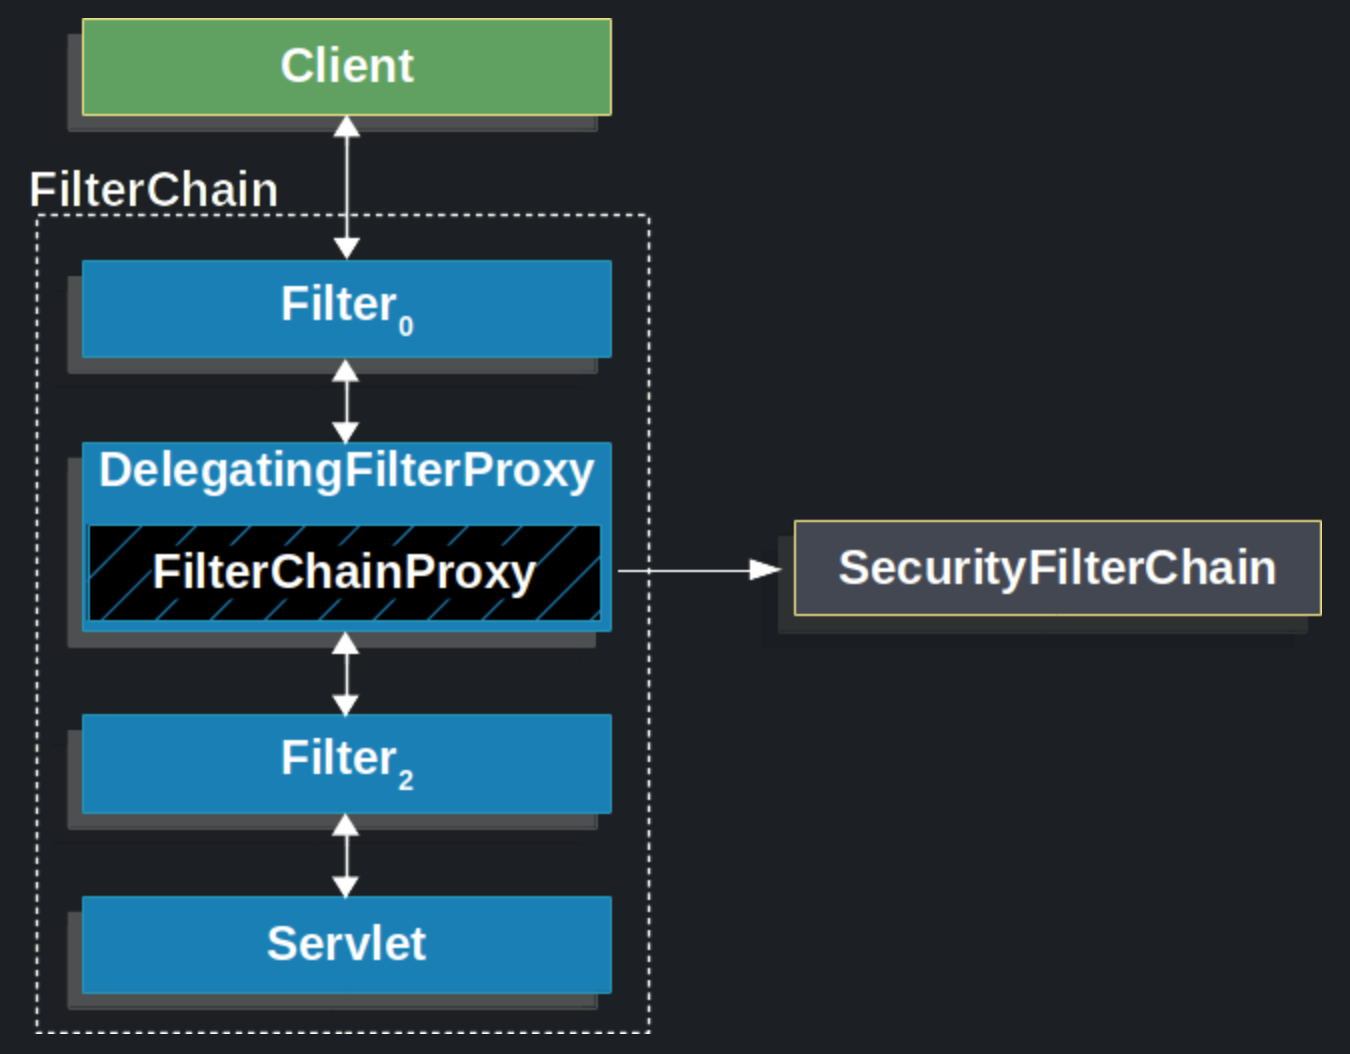 Client
FilterChain
Filter0
DelegatingFilterProxy
FilterChainProxy
SecurityFilterChain
Filter2
Servlet